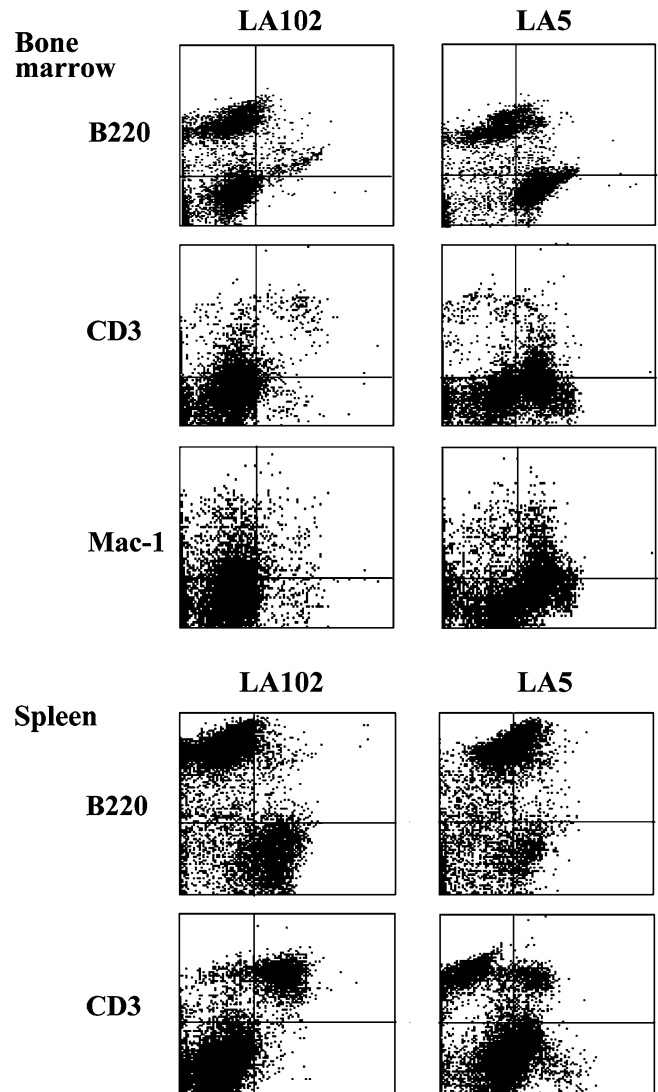 LA102 LA5
Bone
marrow
B220
CD3
Mac-1
LA102 LA5
Spleen
B220
CD3